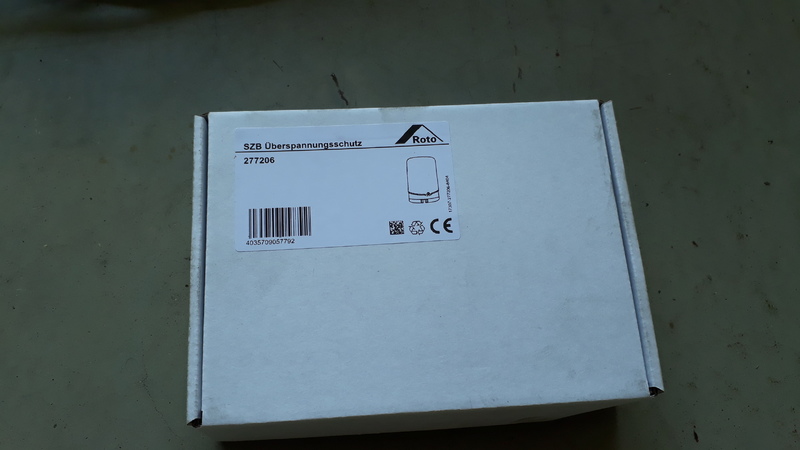 SZB Überspannungsschutz
Roto
277206
4035709057792
CE